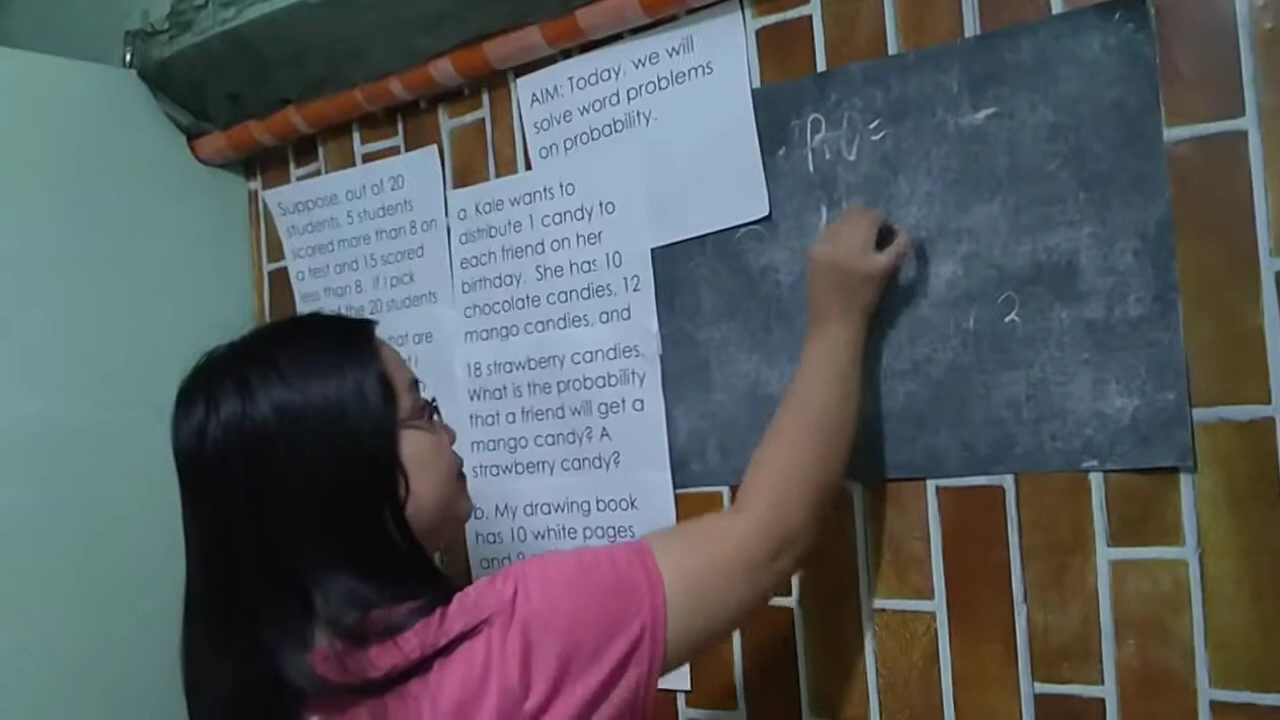 AIM: Today, we will
solve word problems
on probability.
Suppose, out of 20
students, 5 students
scored more than 8 on
a test and 15 scored
less than 8. If I pick
the 20 students
hat are
a. Kale wants to
distribute 1 candy to
each friend on her
birthday. She has 10
chocolate candies, 12
mango candies, and
18 strawberry candies.
What is the probability
that a friend will get a
mango candy? A
strawberry candy?
b. My drawing book
has 10 white pages
and
2